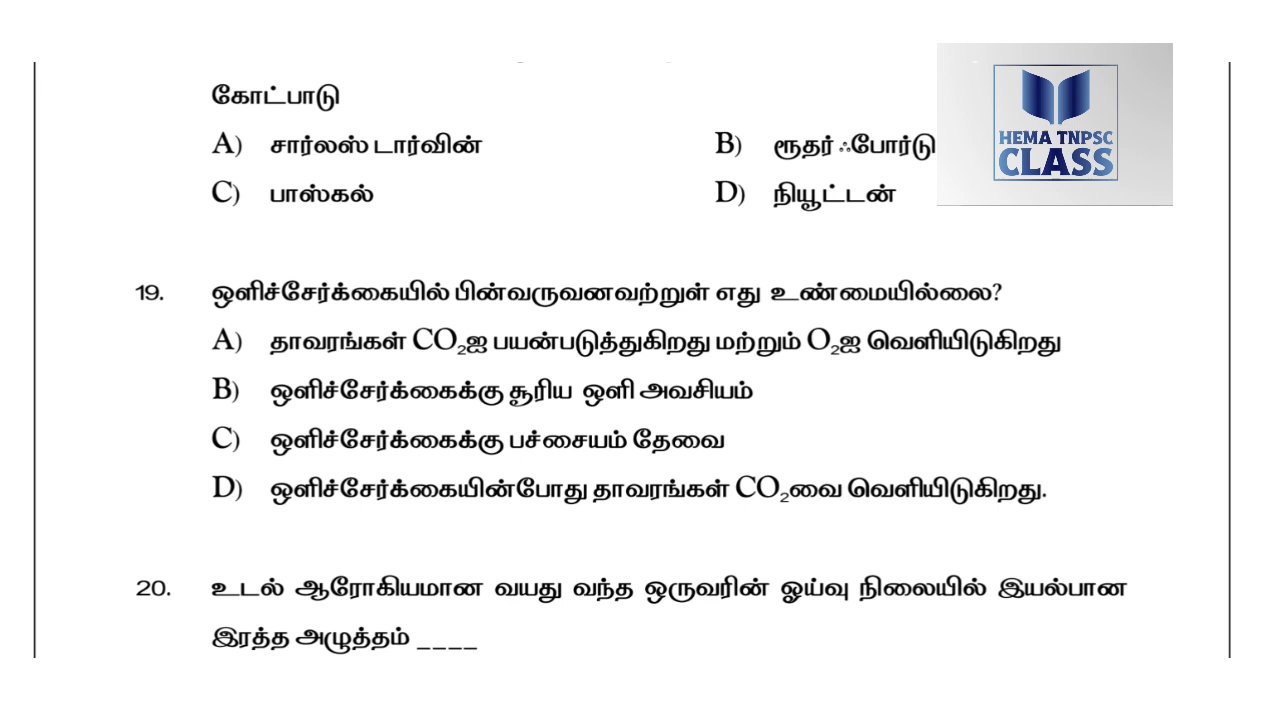 கோட்பாடு
A) சார்லஸ் டார்வின் B) ரூதர் ஃபோர்டு
C) பாஸ்கல் D) நியூட்டன்
HEMA TNPSC
CLASS
19. ஒளிச்சேர்க்கையில் பின்வருவனவற்றுள் எது உண்மையில்லை?
A) தாவரங்கள் CO₂ஐ பயன்படுத்துகிறது மற்றும் O₂ஐ வெளியிடுகிறது
B) ஒளிச்சேர்க்கைக்கு சூரிய ஒளி அவசியம்
C) ஒளிச்சேர்க்கைக்கு பச்சையம் தேவை
D) ஒளிச்சேர்க்கையின்போது தாவரங்கள் CO₂வை வெளியிடுகிறது.
20. உடல் ஆரோகியமான வயது வந்த ஒருவரின் ஓய்வு நிலையில் இயல்பான
இரத்த அழுத்தம் ____